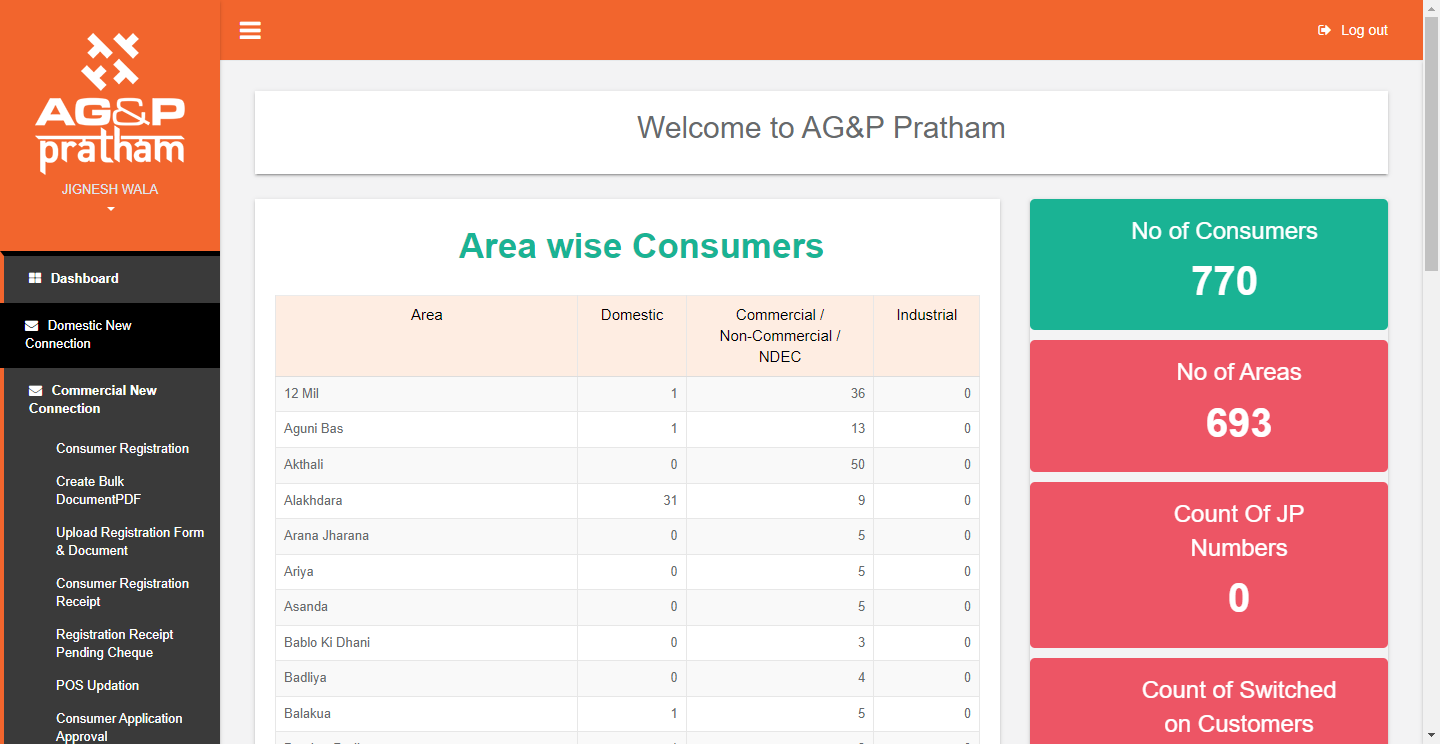 AG&P
pratham
JIGNESH WALA
Dashboard
Domestic New
Connection
Commercial New
Connection
Consumer Registration
Create Bulk
DocumentPDF
Upload Registration Form
& Document
Consumer Registration
Receipt
Registration Receipt
Pending Cheque
POS Updation
Consumer Application
Approval
Log out
Welcome to AG&P Pratham
Area wise Consumers
Area Domestic Commercial / Industrial
Non-Commercial /
NDEC
12 Mil 1 36 0
Aguni Bas 1 13 0
Akthali 0 50 0
Alakhdara 31 9 0
Arana Jharana 0 5 0
Ariya 0 5 0
Asanda 0 5 0
Bablo Ki Dhani 0 3 0
Badliya 0 4 0
Balakua 1 5 0
No of Consumers
770
No of Areas
693
Count Of JP
Numbers
0
Count of Switched
on Customers